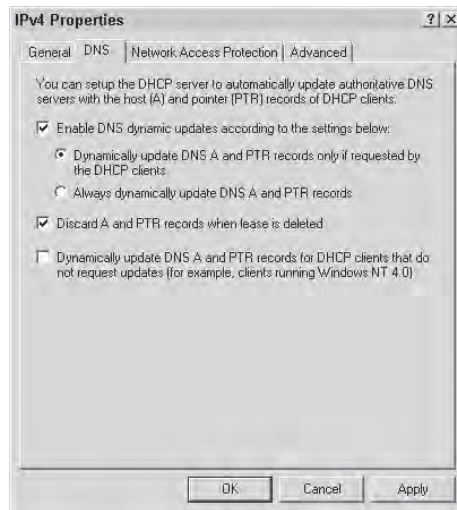 IPv4 Properties
? ×
General DNS Network Access Protection Advanced
You can setup the DHCP server to automatically update authoritative DNS
servers with the host (A) and pointer (PTR) records of DHCP clients.
Enable DNS dynamic updates according to the settings below:
Dynamically update DNS A and PTR records only if requested by
the DHCP clients
Always dynamically update DNS A and PTR records
Discard A and PTR records when lease is deleted
Dynamically update DNS A and PTR records for DHCP clients that do
not request updates (for example, clients running Windows NT 4.0)
OK Cancel Apply